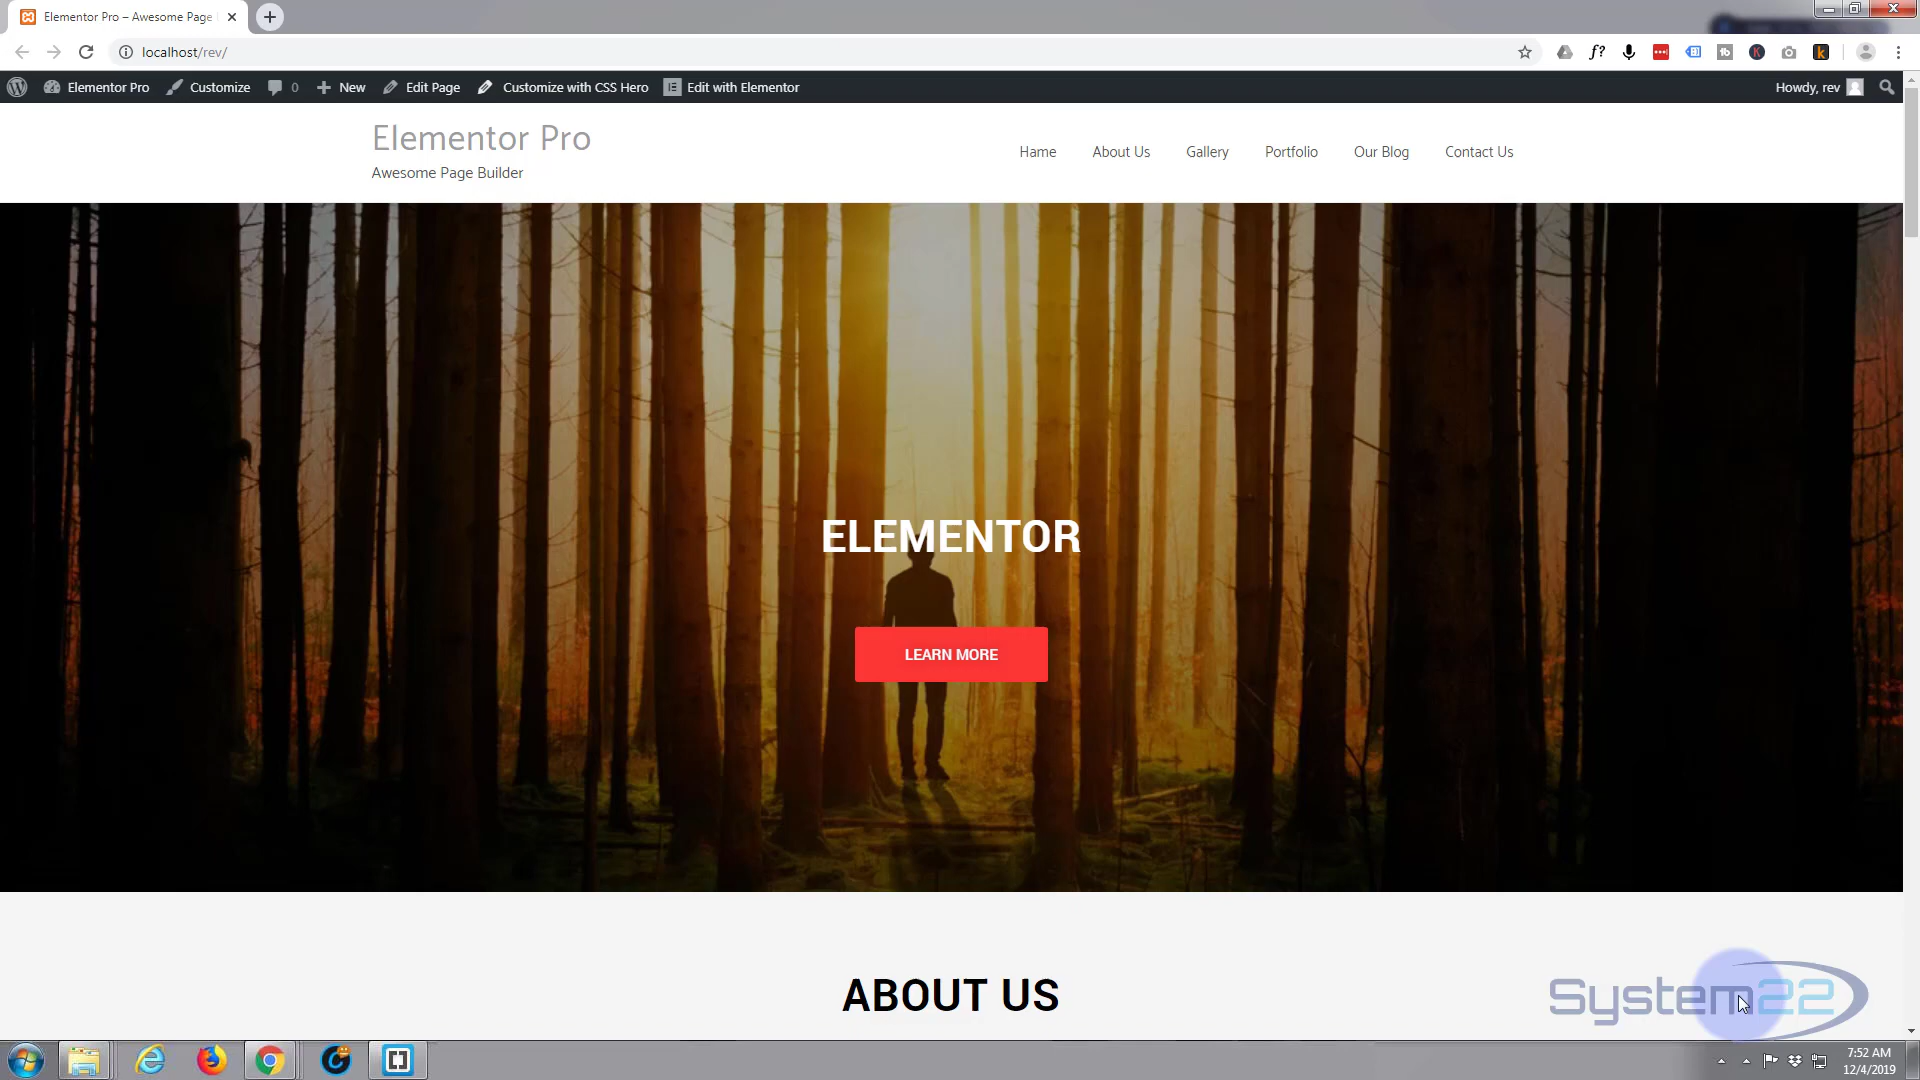 Elementor Pro – Awesome Page
localhost/rev/
Elementor Pro
Customize
0
New
Edit Page
Customize with CSS Hero
Edit with Elementor
Howdy, rev
Elementor Pro
Awesome Page Builder
Home
About Us
Gallery
Portfolio
Our Blog
Contact Us
ELEMENTOR
LEARN MORE
ABOUT US
System22
7:52 AM
12/4/2019